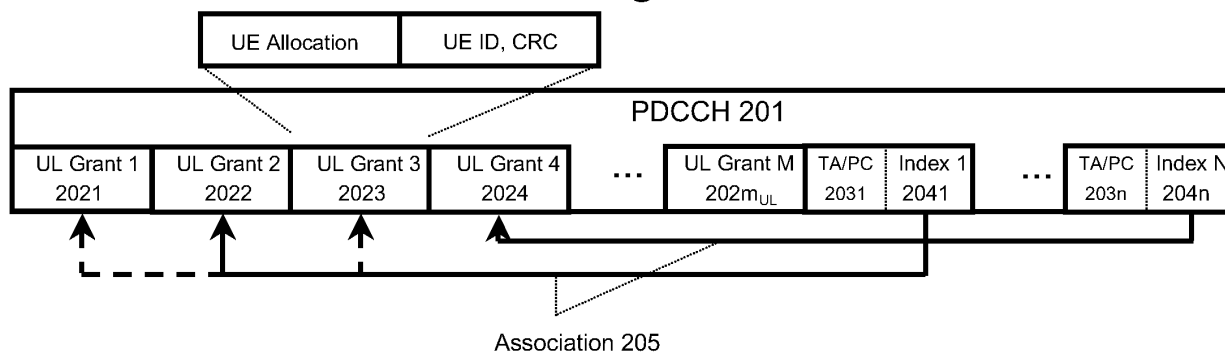 UE Allocation UE ID, CRC
PDCCH 201
UL Grant 1 UL Grant 2 UL Grant 3 UL Grant 4 ... UL Grant M TA/PC Index 1 ... TA/PC Index N
2021 2022 2023 2024 202mUL 2031 2041 203n 204n
Association 205